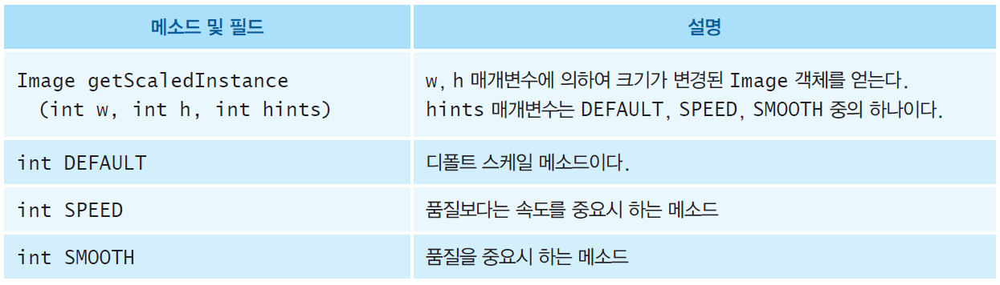 메소드 및 필드
설명
Image getScaledInstance
(int w, int h, int hints)
w, h 매개변수에 의하여 크기가 변경된 Image 객체를 얻는다.
hints 매개변수는 DEFAULT, SPEED, SMOOTH 중의 하나이다.
int DEFAULT
디폴트 스케일 메소드이다.
int SPEED
품질보다는 속도를 중요시 하는 메소드
int SMOOTH
품질을 중요시 하는 메소드